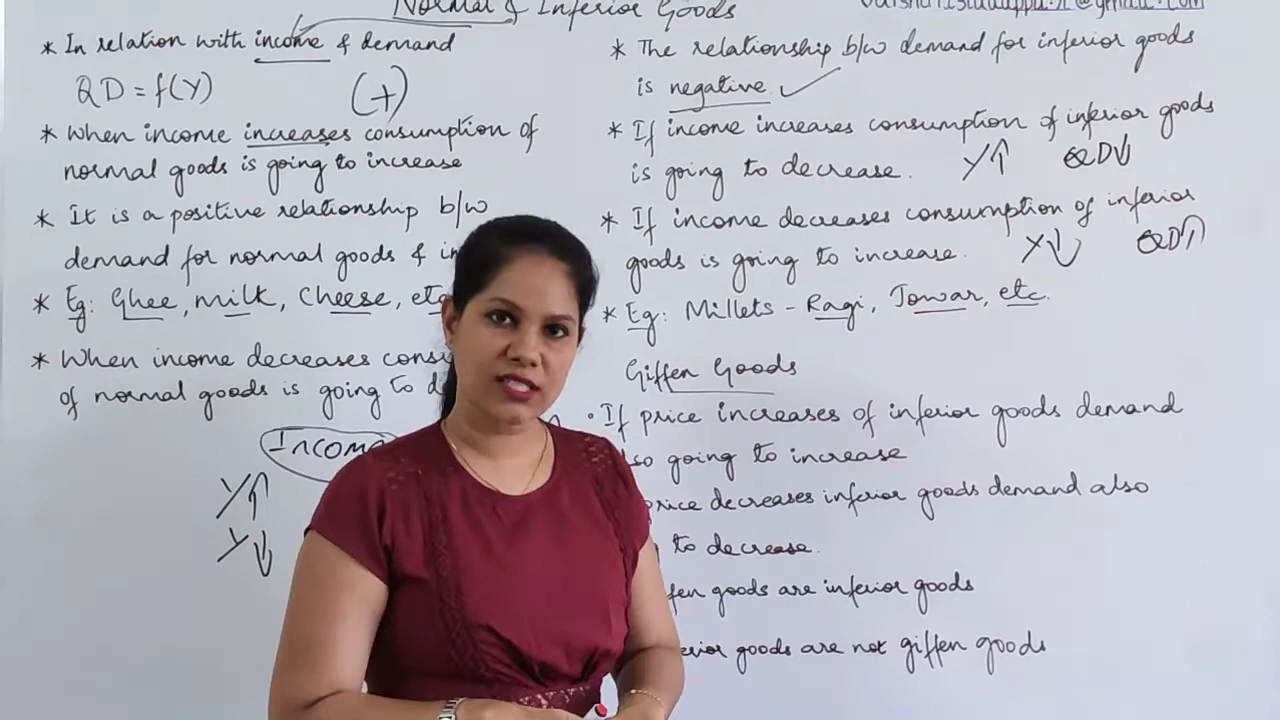 Normal & Inferior Goods
* In relation with income & demand
QD = f(Y) (+)
* When income increases consumption of
normal goods is going to increase
* It is a positive relationship b/w
demand for normal goods & in
* Eg: Ghee, milk, Cheese, etc
* When income decreases consu
of normal goods is going to de
Income
Y↑
Y↓
@gmail.com
* The relationship b/w demand for inferior goods
is negative ✓
* If income increases consumption of inferior goods
is going to decrease. Y↑ QD↓
* If income decreases consumption of inferior
goods is going to increase. Y↓ QD↑
* Eg: Millets - Ragi, Jowar, etc.
Giffen Goods
• If price increases of inferior goods demand
so going to increase
price decreases inferior goods demand also
to decrease.
fen goods are inferior goods
erior goods are not giffen goods